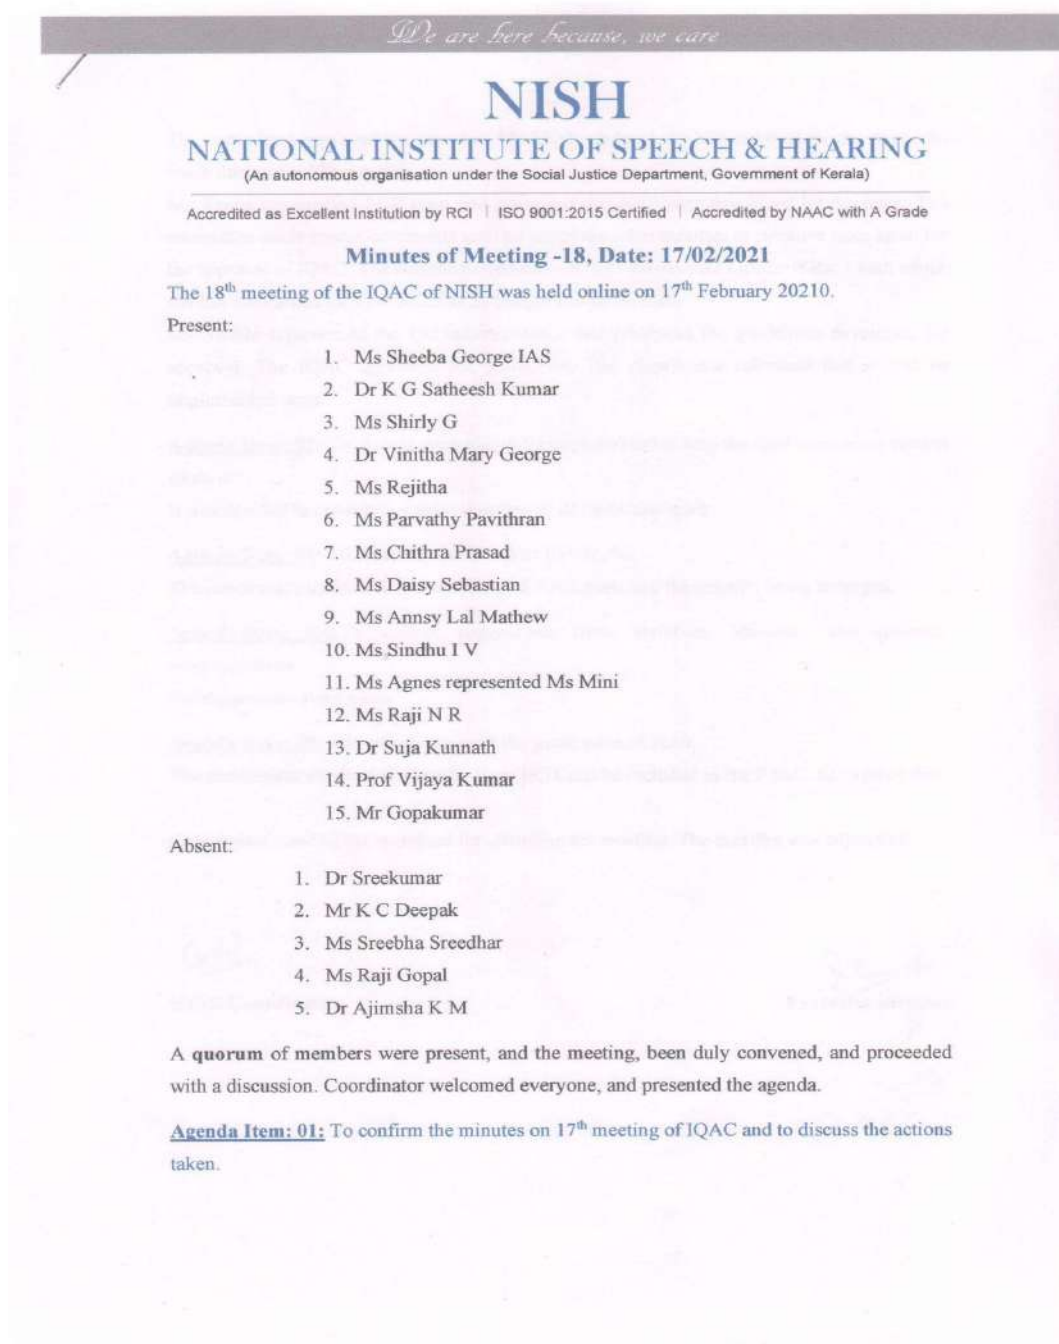 We are here because, we care
NISH
NATIONAL INSTITUTE OF SPEECH & HEARING
(An autonomous organisation under the Social Justice Department, Government of Kerala)
Accredited as Excellent Institution by RCI | ISO 9001:2015 Certified | Accredited by NAAC with A Grade
Minutes of Meeting -18, Date: 17/02/2021
The 18th meeting of the IQAC of NISH was held online on 17th February 20210.
Present:
1. Ms Sheeba George IAS
2. Dr K G Satheesh Kumar
3. Ms Shirly G
4. Dr Vinitha Mary George
5. Ms Rejitha
6. Ms Parvathy Pavithran
7. Ms Chithra Prasad
8. Ms Daisy Sebastian
9. Ms Annsy Lal Mathew
10. Ms Sindhu I V
11. Ms Agnes represented Ms Mini
12. Ms Raji N R
13. Dr Suja Kunnath
14. Prof Vijaya Kumar
15. Mr Gopakumar
Absent:
1. Dr Sreekumar
2. Mr K C Deepak
3. Ms Sreebha Sreedhar
4. Ms Raji Gopal
5. Dr Ajimsha K M
A quorum of members were present, and the meeting, been duly convened, and proceeded
with a discussion. Coordinator welcomed everyone, and presented the agenda.
Agenda Item: 01: To confirm the minutes on 17th meeting of IQAC and to discuss the actions
taken.